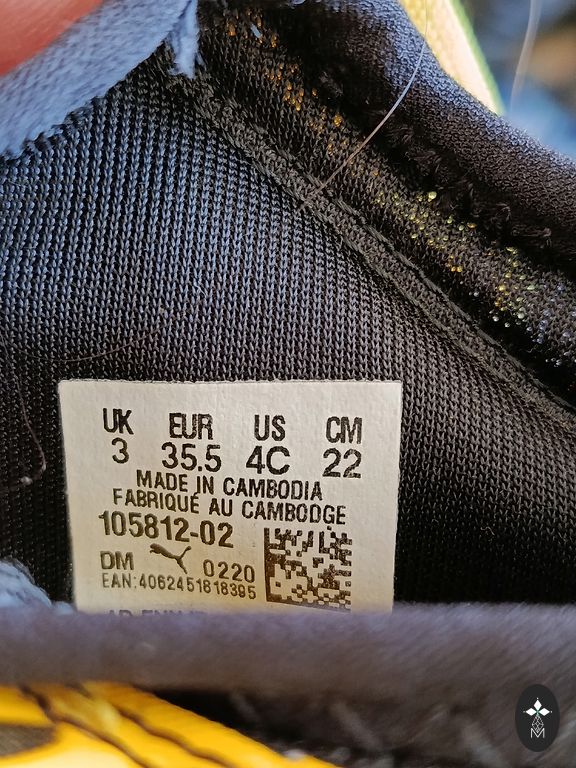 UK EUR US CM
3 35.5 4C 22
MADE IN CAMBODIA
FABRIQUÉ AU CAMBODGE
105812-02
DM 0220
EAN:4062451818395